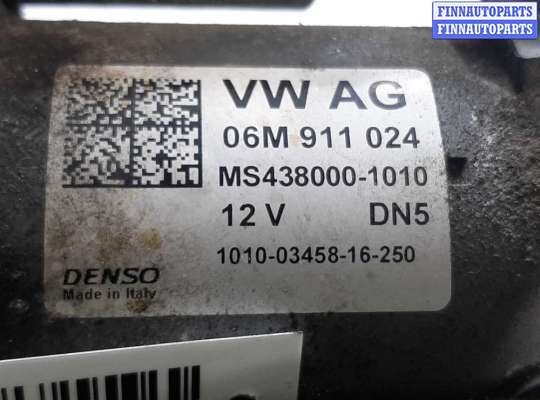 FINNAUTOPARTS
FINNAUTOPARTS
VW AG
06M 911 024
MS438000-1010
12 V DN5
1010-03458-16-250
DENSO
Made in Italy